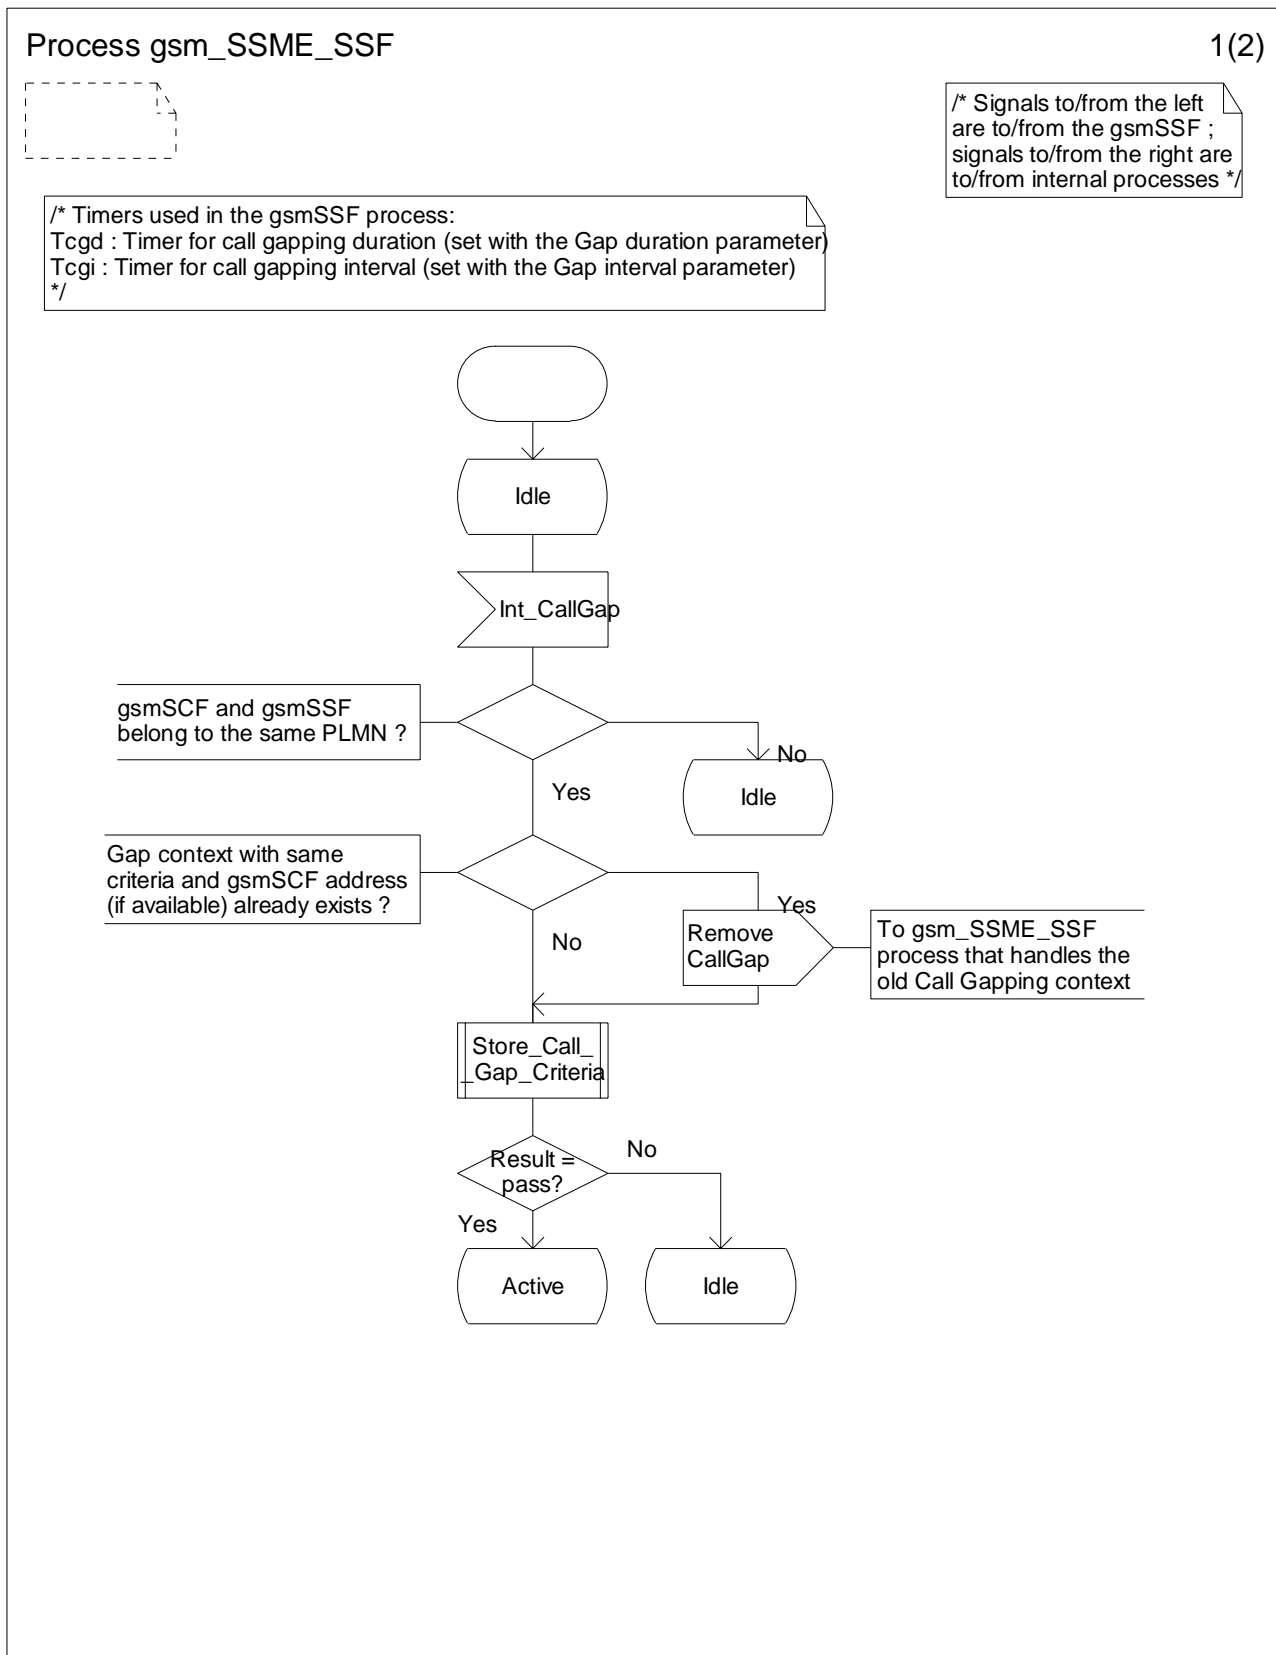 Process gsm_SSME_SSF
1(2)
/* Signals to/from the left
are to/from the gsmSSF ;
signals to/from the right are
to/from internal processes */
/* Timers used in the gsmSSF process:
Tcgd : Timer for call gapping duration (set with the Gap duration parameter)
Tcgi : Timer for call gapping interval (set with the Gap interval parameter)
*/
Idle
Int_CallGap
gsmSCF and gsmSSF
belong to the same PLMN ?
No
Idle
Yes
Gap context with same
criteria and gsmSCF address
(if available) already exists ?
Yes
Remove
CallGap
To gsm_SSME_SSF
process that handles the
old Call Gapping context
No
Store_Call_
_Gap_Criteria
Result =
pass?
No
Yes
Active
Idle